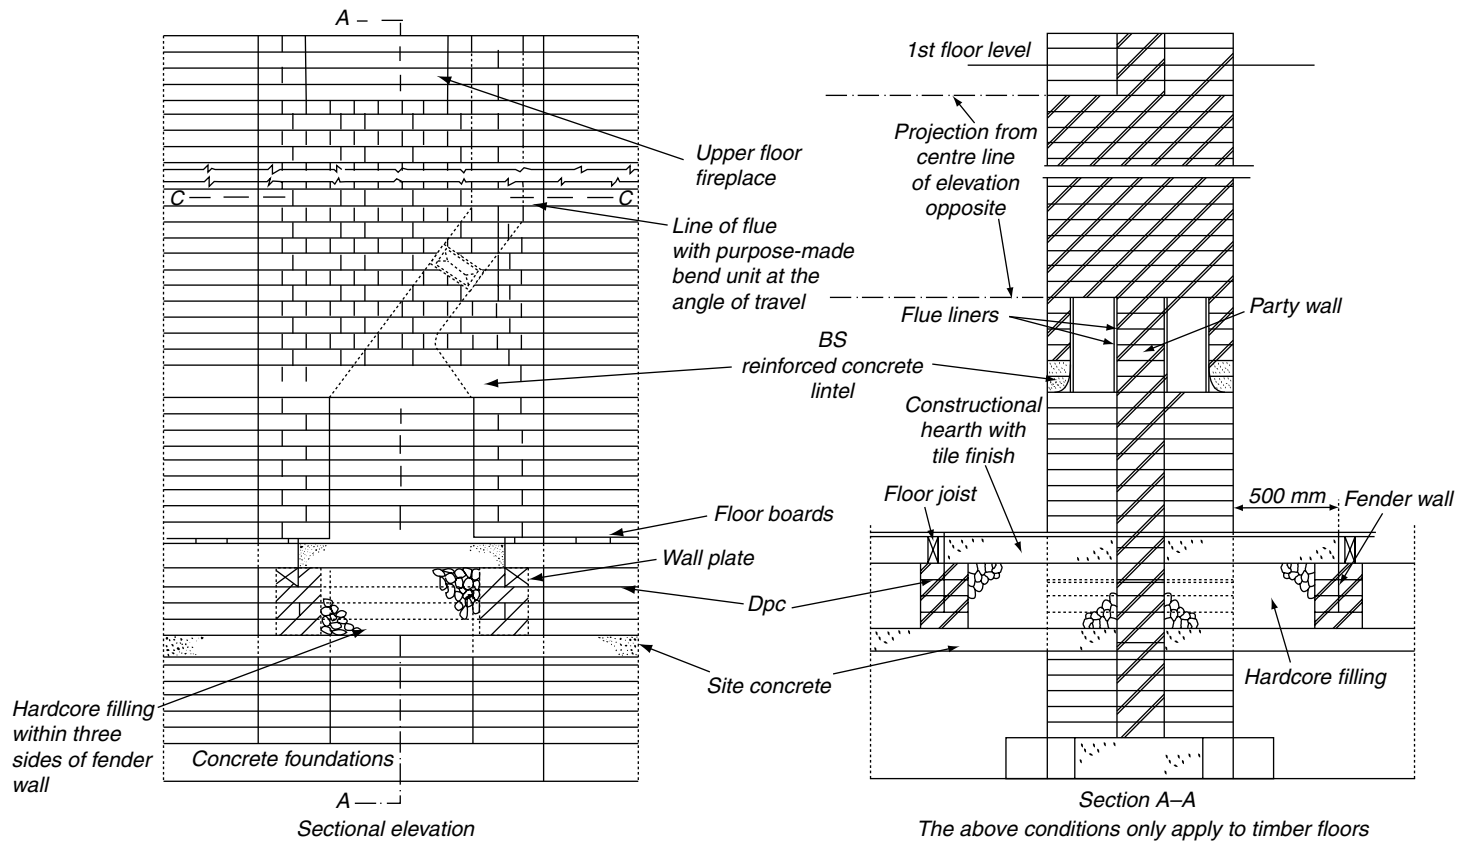 A
Upper floor
fireplace
C
C
Line of flue
with purpose-made
bend unit at the
angle of travel
BS
reinforced concrete
lintel
Floor boards
Wall plate
Dpc
Site concrete
Hardcore filling
within three
sides of fender
wall
Concrete foundations
A
Sectional elevation
1st floor level
Projection from
centre line
of elevation
opposite
Flue liners
Party wall
Constructional
hearth with
tile finish
Floor joist
500 mm
Fender wall
Hardcore filling
Section A–A
The above conditions only apply to timber floors